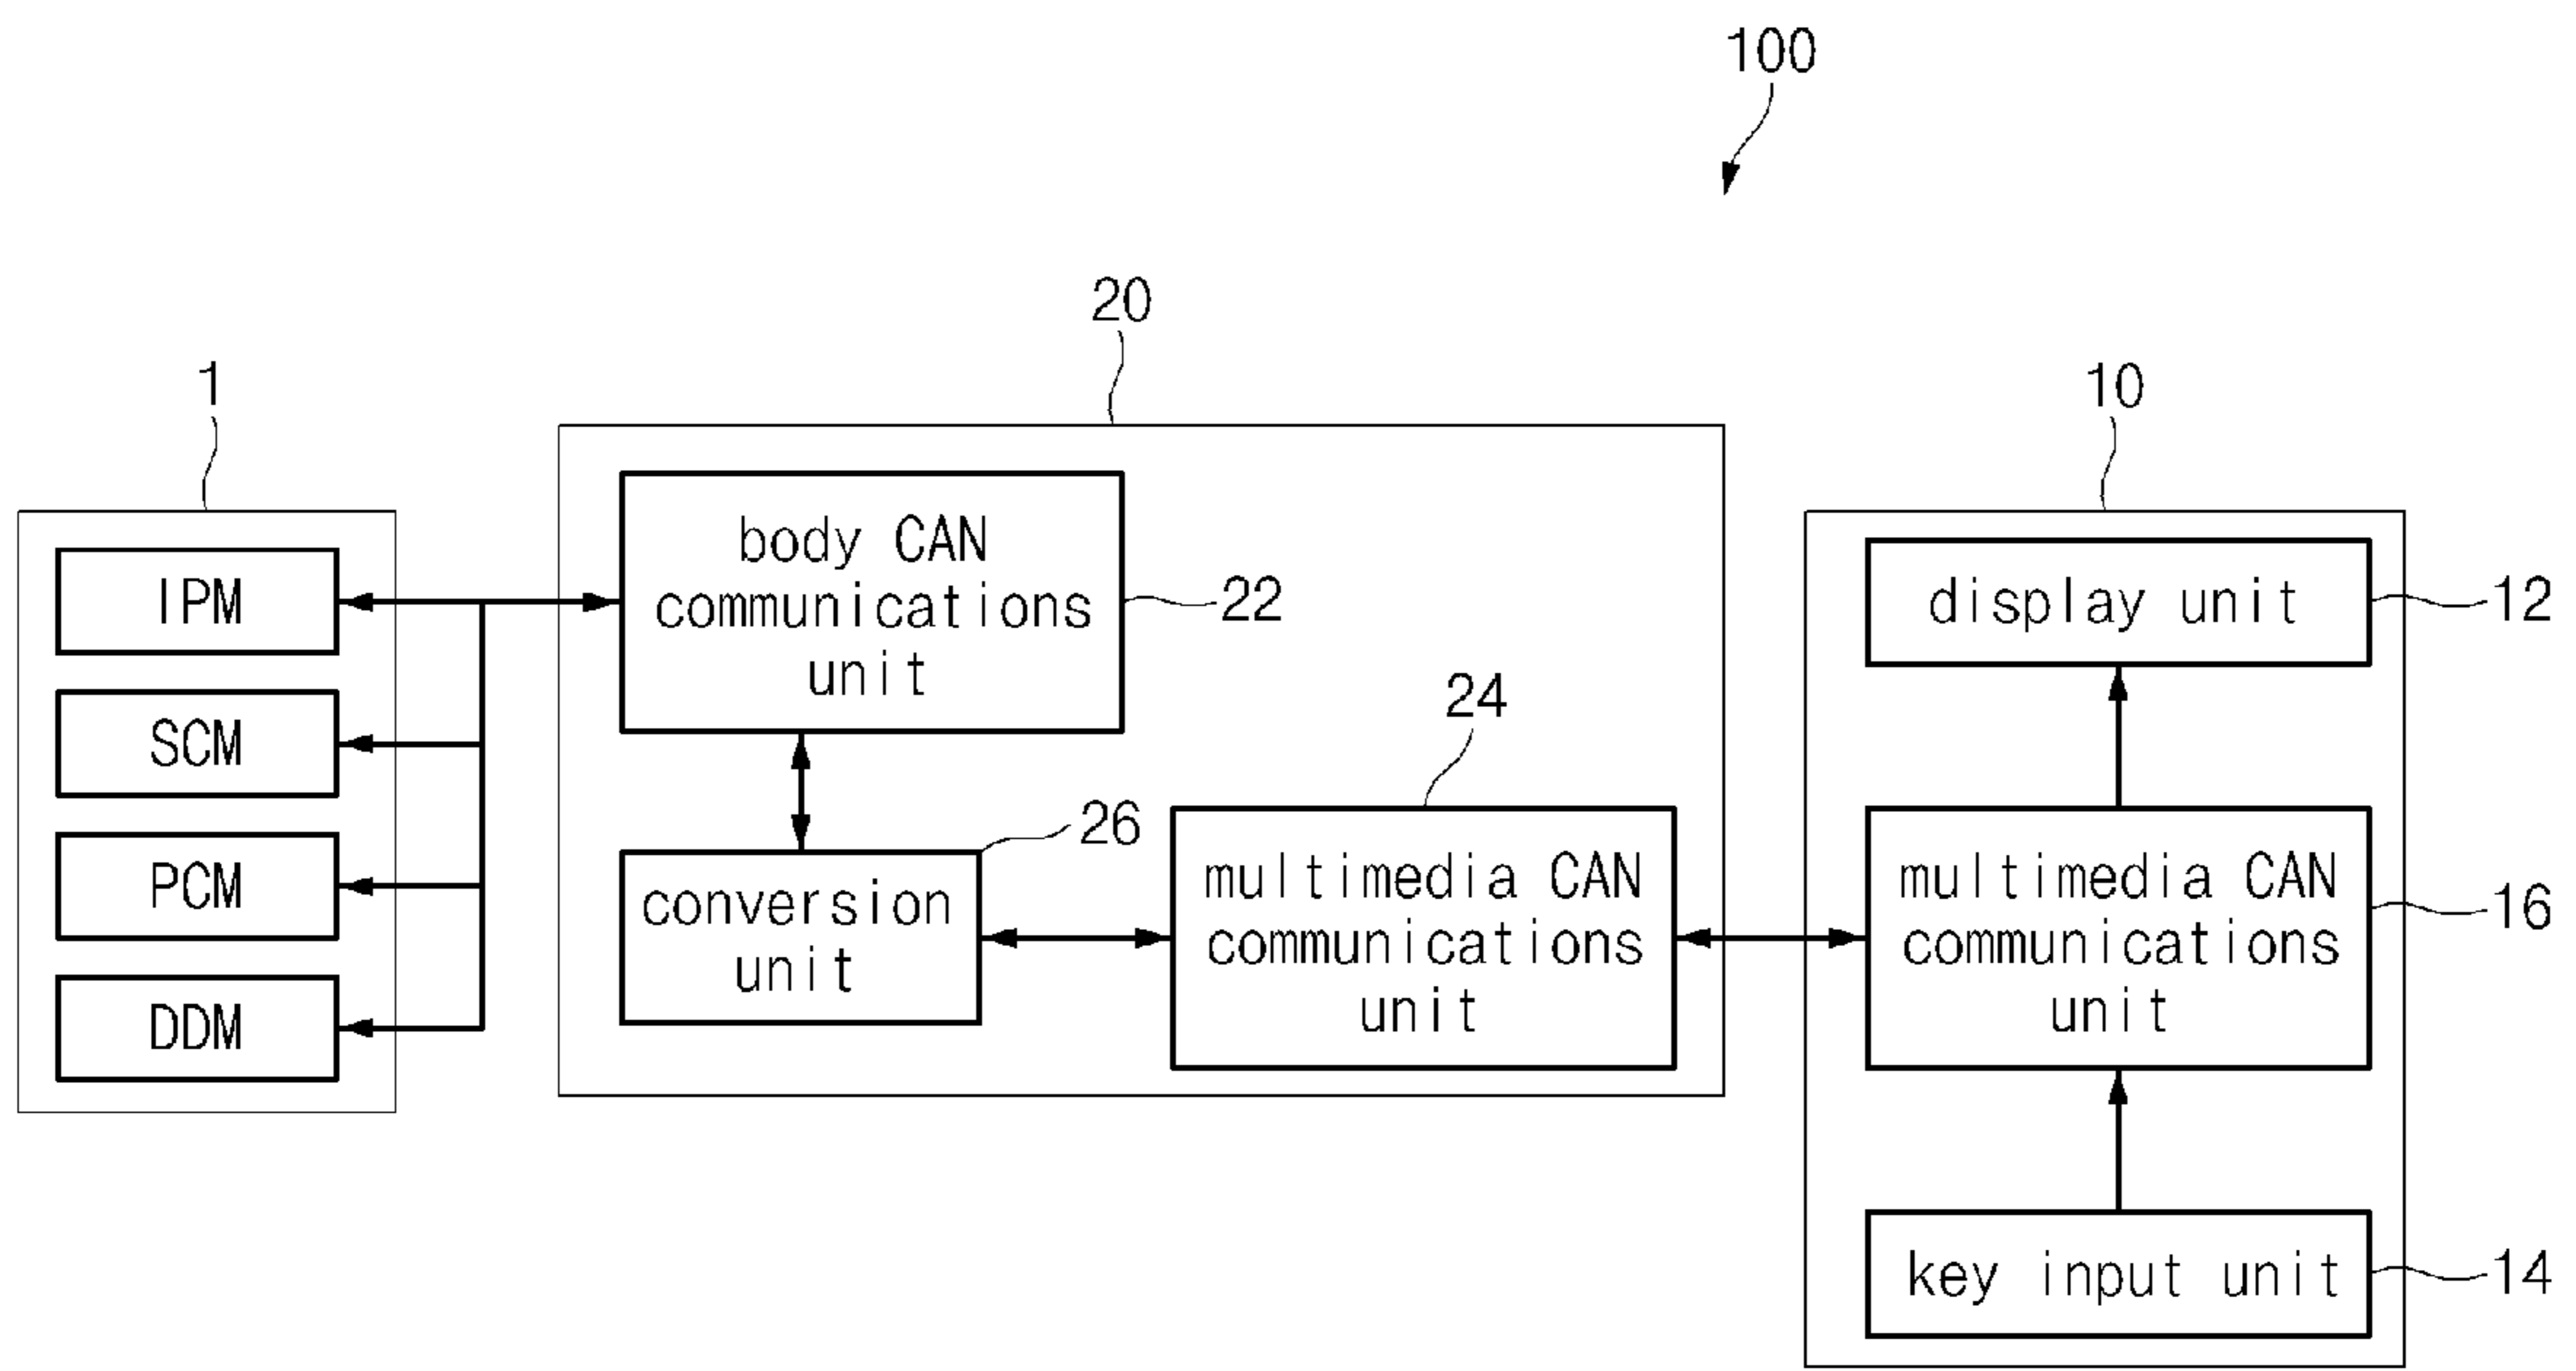 100
20
1
10
IPM
SCM
PCM
DDM
body CAN
communications
unit
22
24
26
conversion
unit
multimedia CAN
communications
unit
display unit
12
multimedia CAN
communications
unit
16
key input unit
14